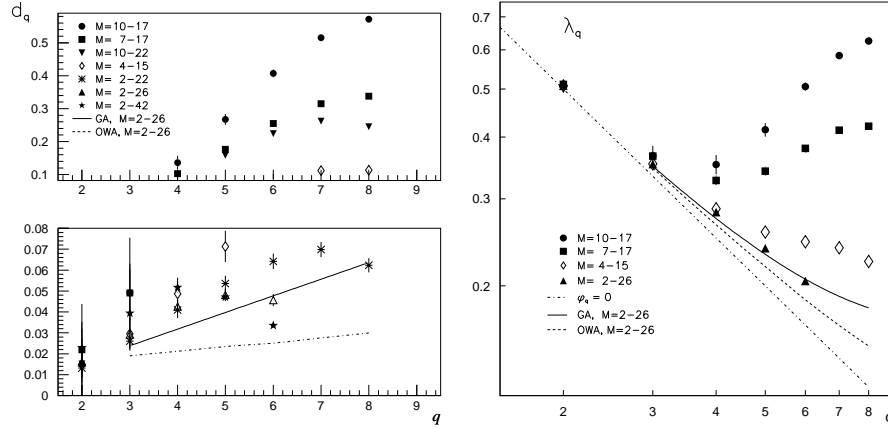 d_q
0.5
0.4
0.3
0.2
0.1
M=10-17
M= 7-17
M=10-22
M= 4-15
M= 2-22
M= 2-26
M= 2-42
GA, M=2-26
OWA, M=2-26
2 3 4 5 6 7 8 9
0.08
0.07
0.06
0.05
0.04
0.03
0.02
0.01
0
2 3 4 5 6 7 8 9
q
0.7
0.6
0.5
0.4
0.3
0.2
λ_q
M=10-17
M= 7-17
M= 4-15
M= 2-26
φ_q = 0
GA, M=2-26
OWA, M=2-26
2 3 4 5 6 7 8